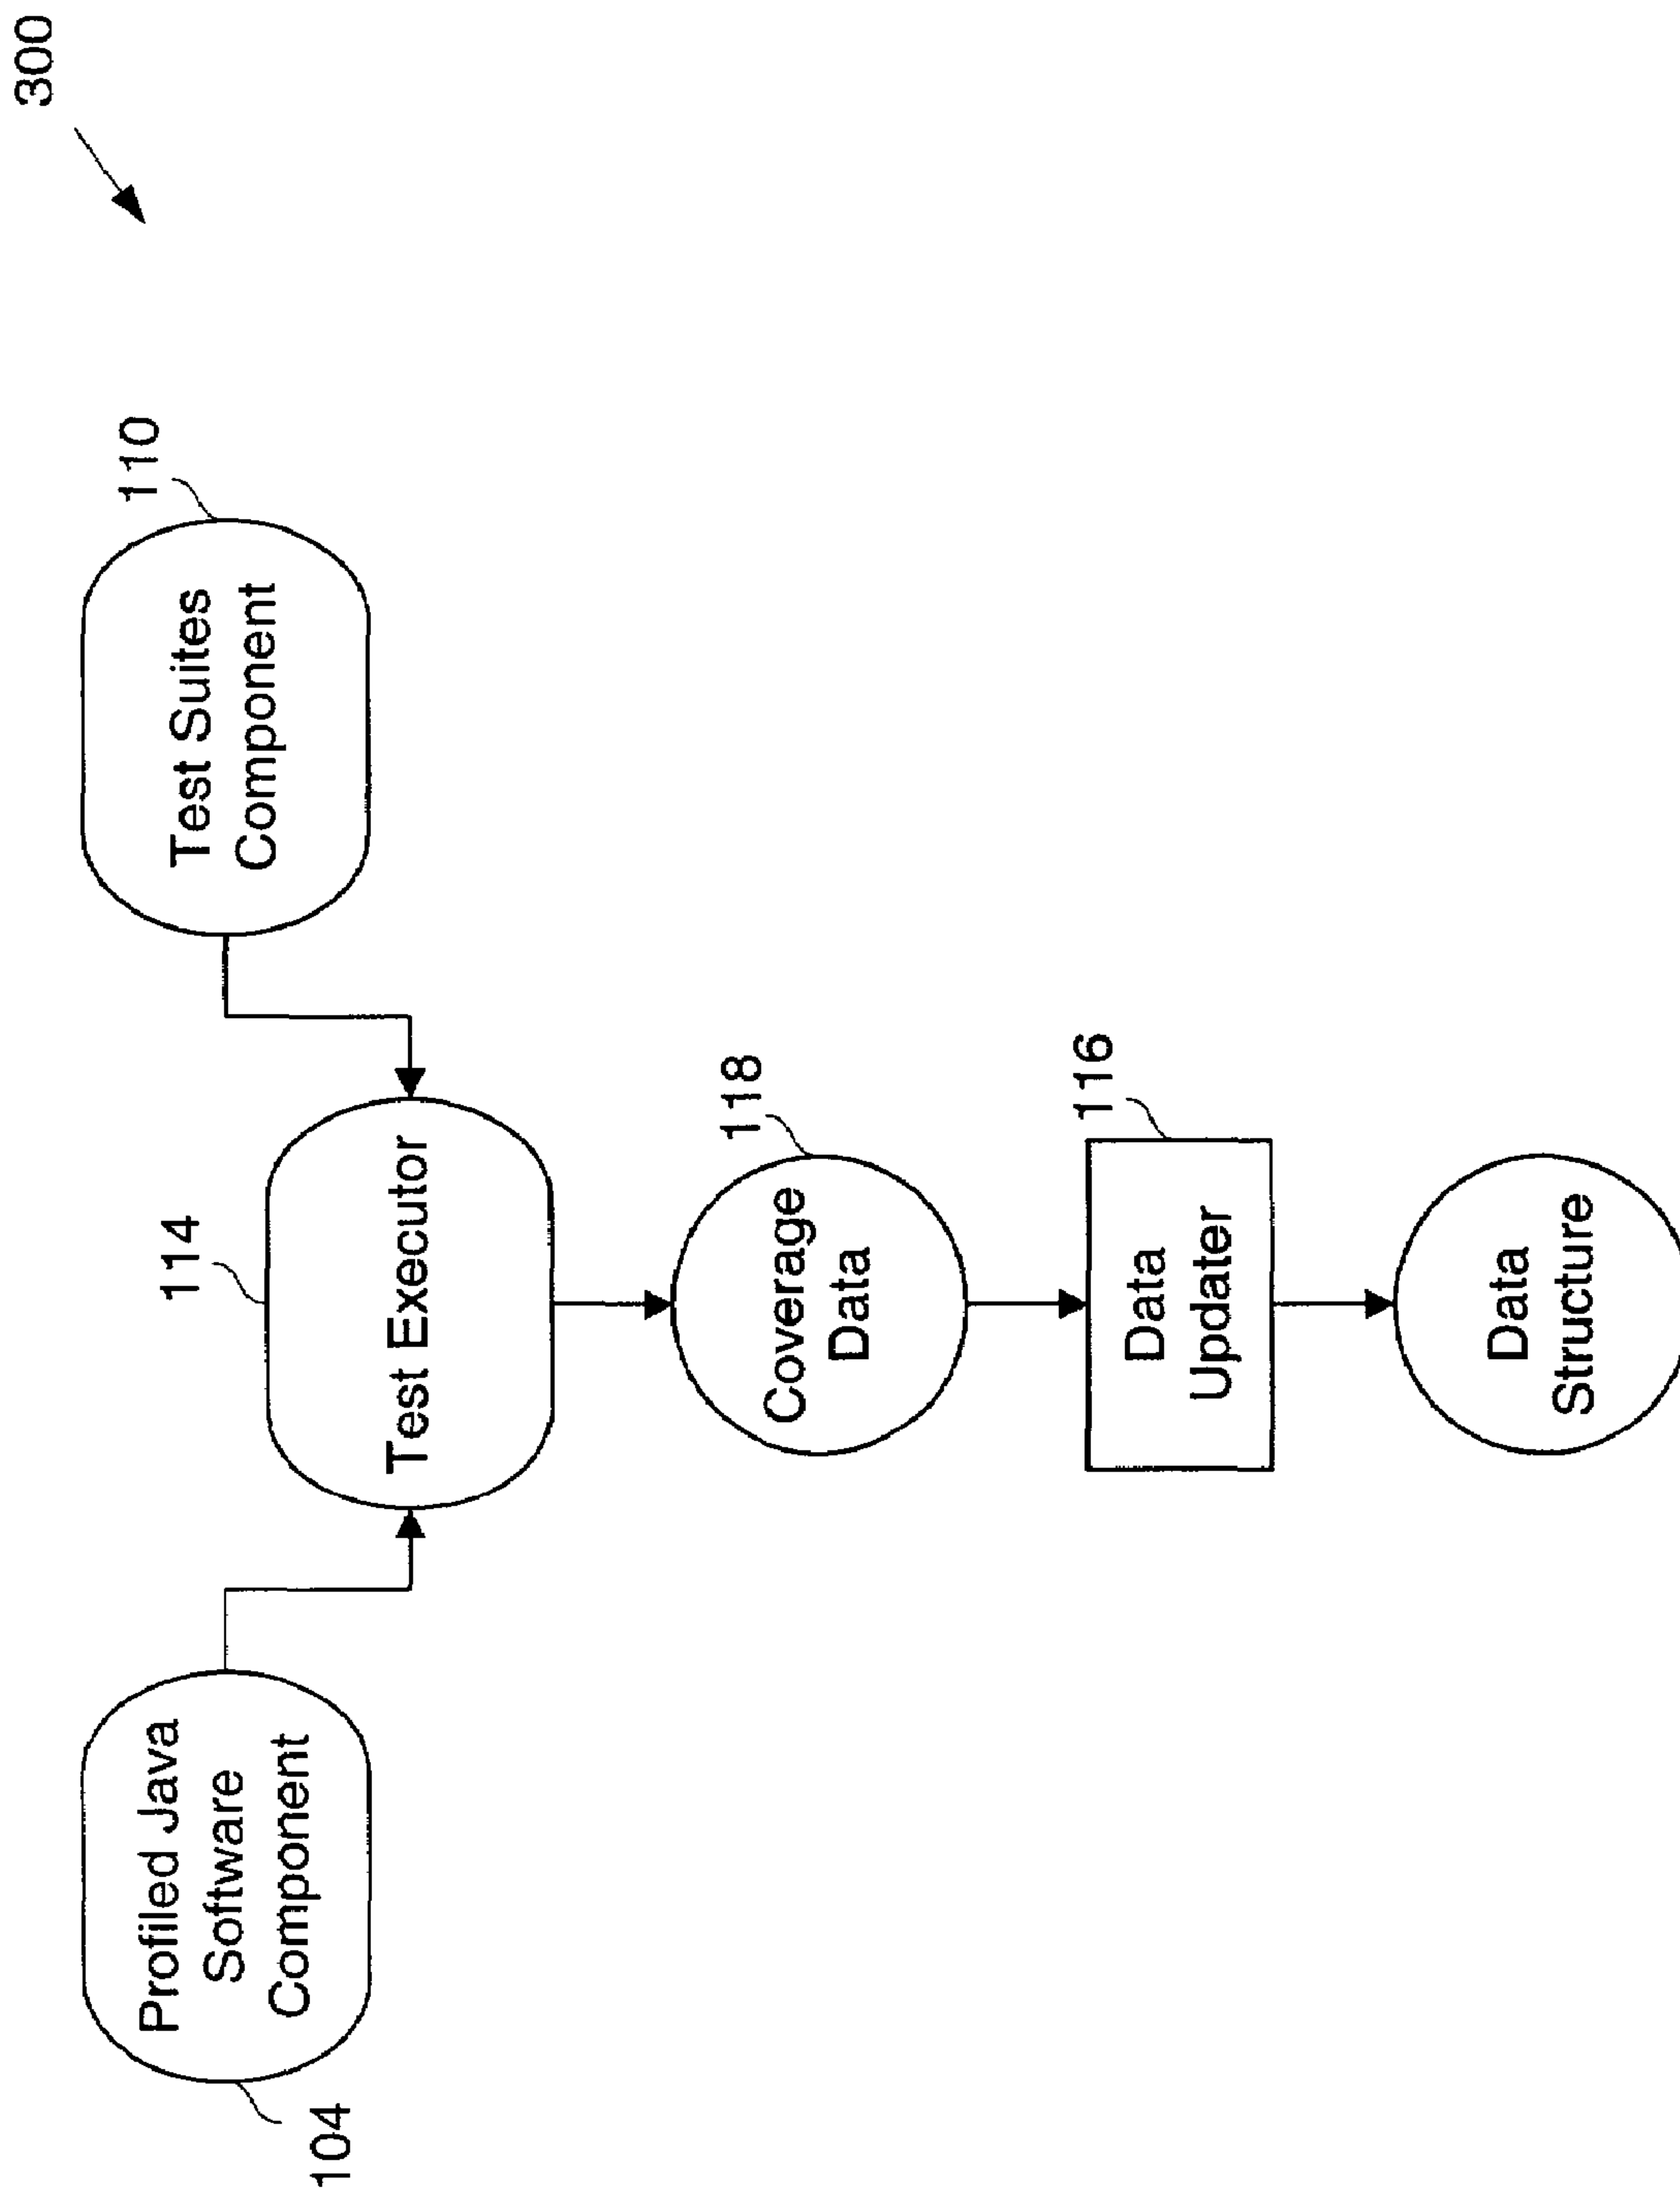 300
104
Profiled Java
Software
Component
110
Test Suites
Component
114
Test Executor
118
Coverage
Data
116
Data
Updater
Data
Structure